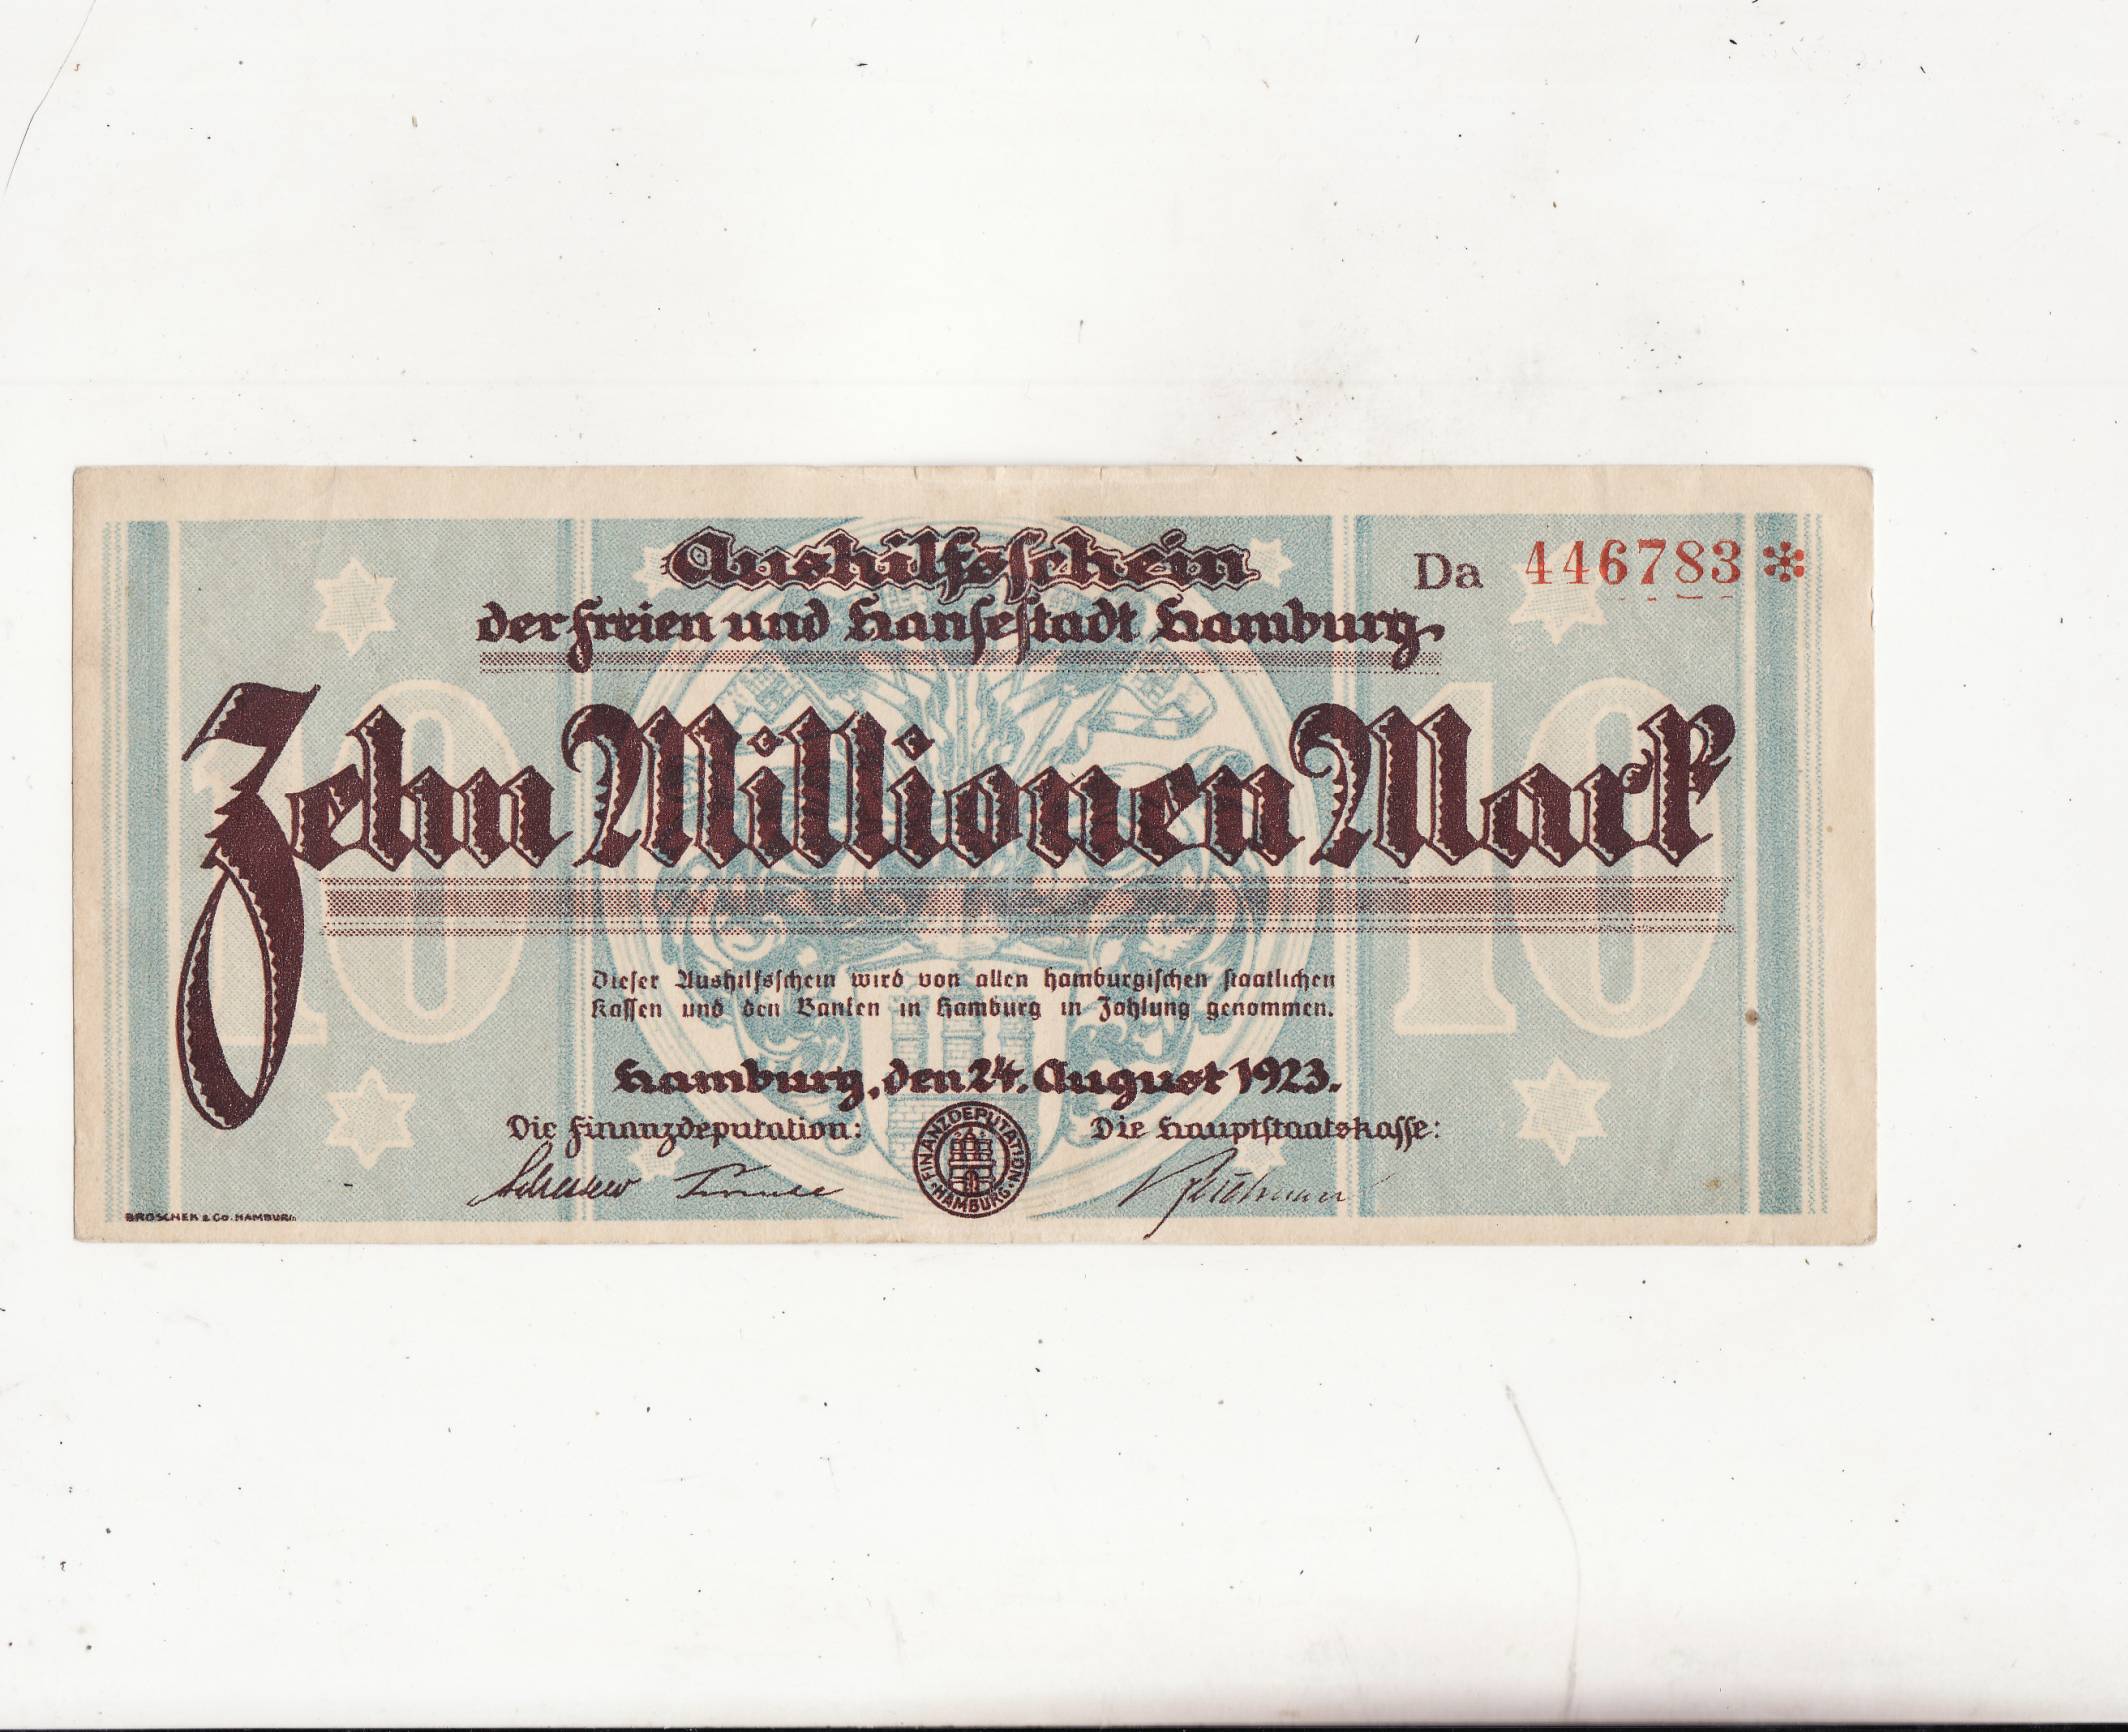 Aushilfsschein
Da 446783 *
der freien und Hansestadt Hamburg.
10 10
Zehn Millionen Mark
Dieser Aushilfsschein wird von allen hamburgischen staatlichen
Kassen und den Banken in Hamburg in Zahlung genommen.
Hamburg, den 24. August 1923.
Die Finanzdeputation:
Die Hauptstaatskasse:
FINANZDEPUTATION
HAMBURG
BROSCHEK & CO. HAMBURG